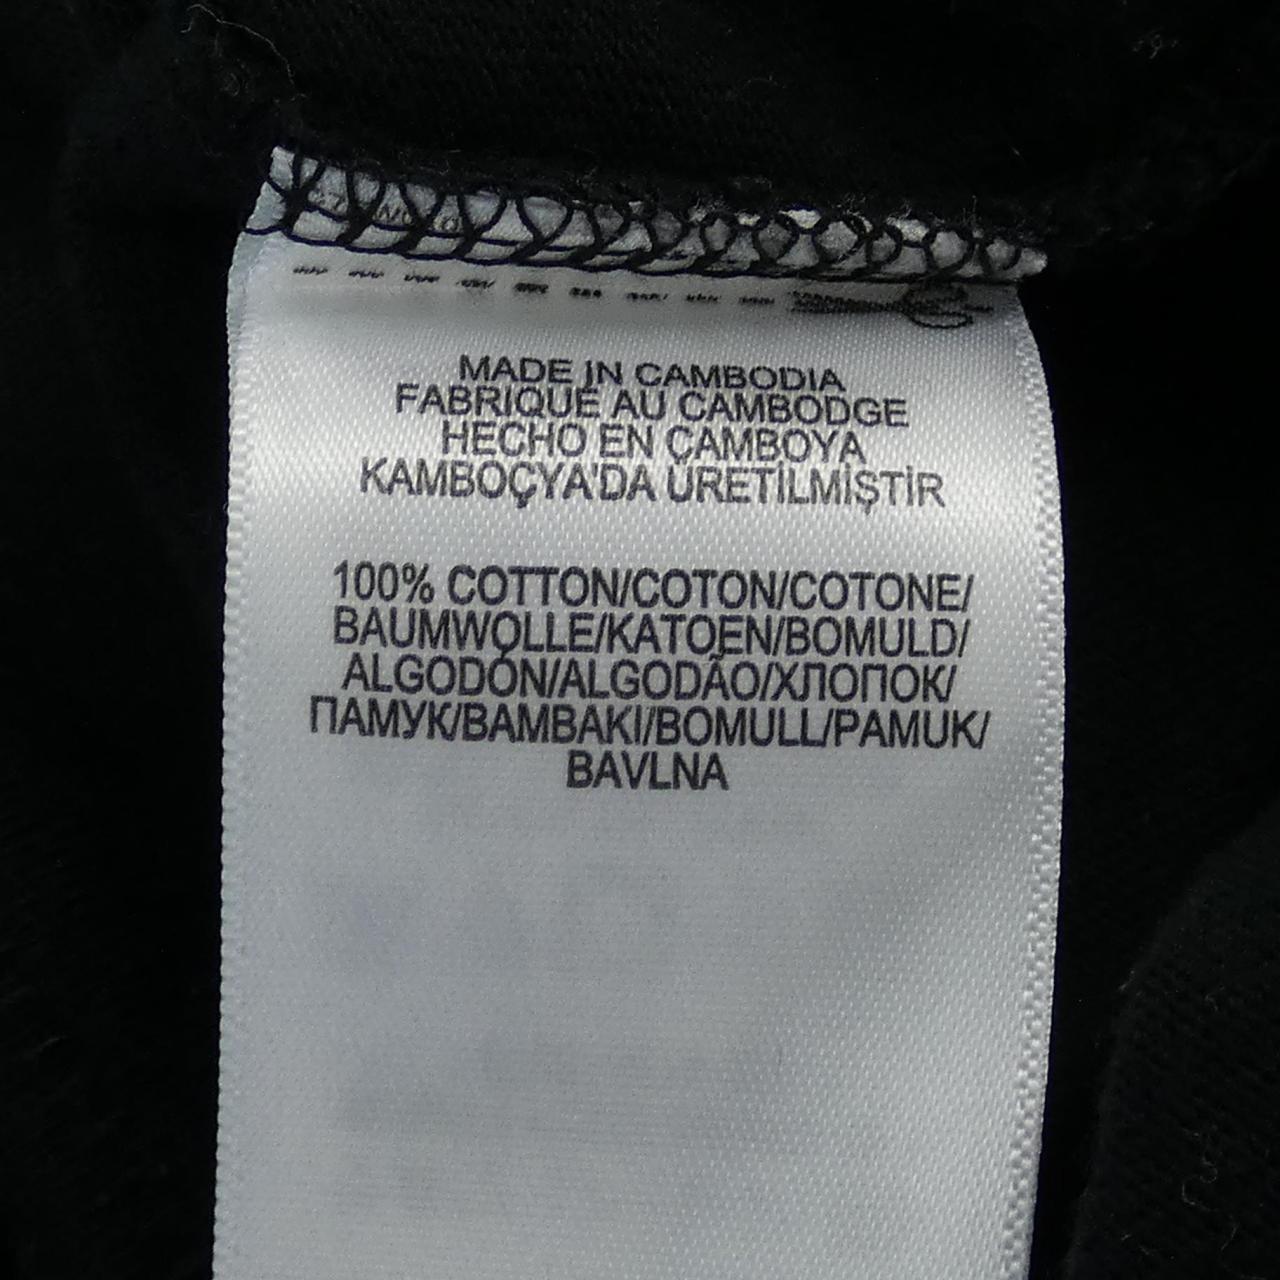 MADE IN CAMBODIA
FABRIQUÉ AU CAMBODGE
HECHO EN CAMBOYA
KAMBOÇYA'DA ÜRETİLMİŞTİR
100% COTTON/COTON/COTONE/
BAUMWOLLE/KATOEN/BOMULD/
ALGODÓN/ALGODÃO/ХЛОПОК/
ПАМУК/BAMBAKI/BOMULL/PAMUK/
BAVLNA